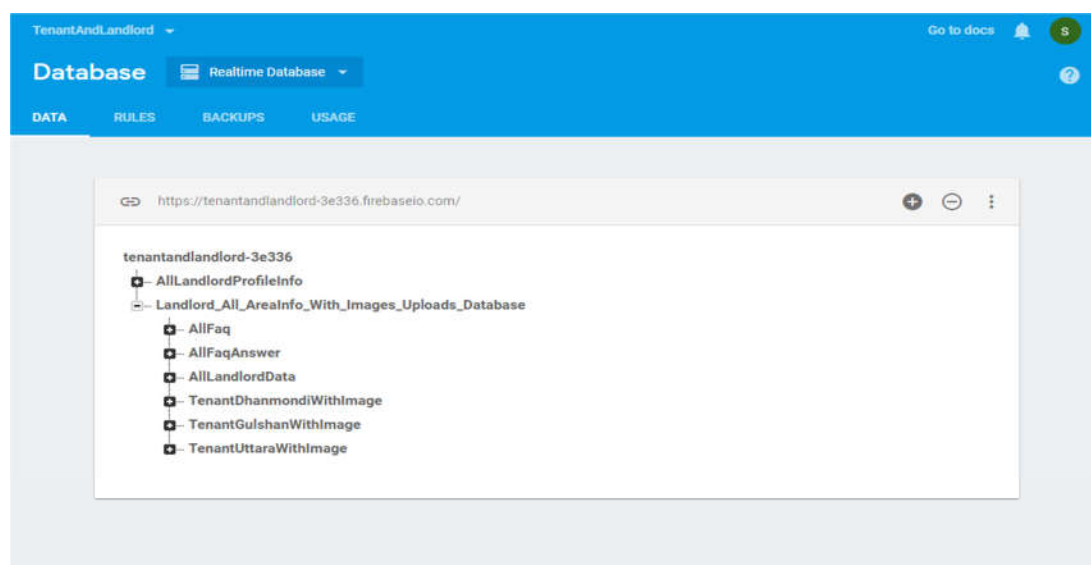 TenantAndLandlord Go to docs S
Database Realtime Database
DATA RULES BACKUPS USAGE
https://tenantandlandlord-3e336.firebaseio.com/
tenantandlandlord-3e336
AllLandlordProfileInfo
Landlord_All_AreaInfo_With_Images_Uploads_Database
AllFaq
AllFaqAnswer
AllLandlordData
TenantDhanmondiWithImage
TenantGulshanWithImage
TenantUttaraWithImage